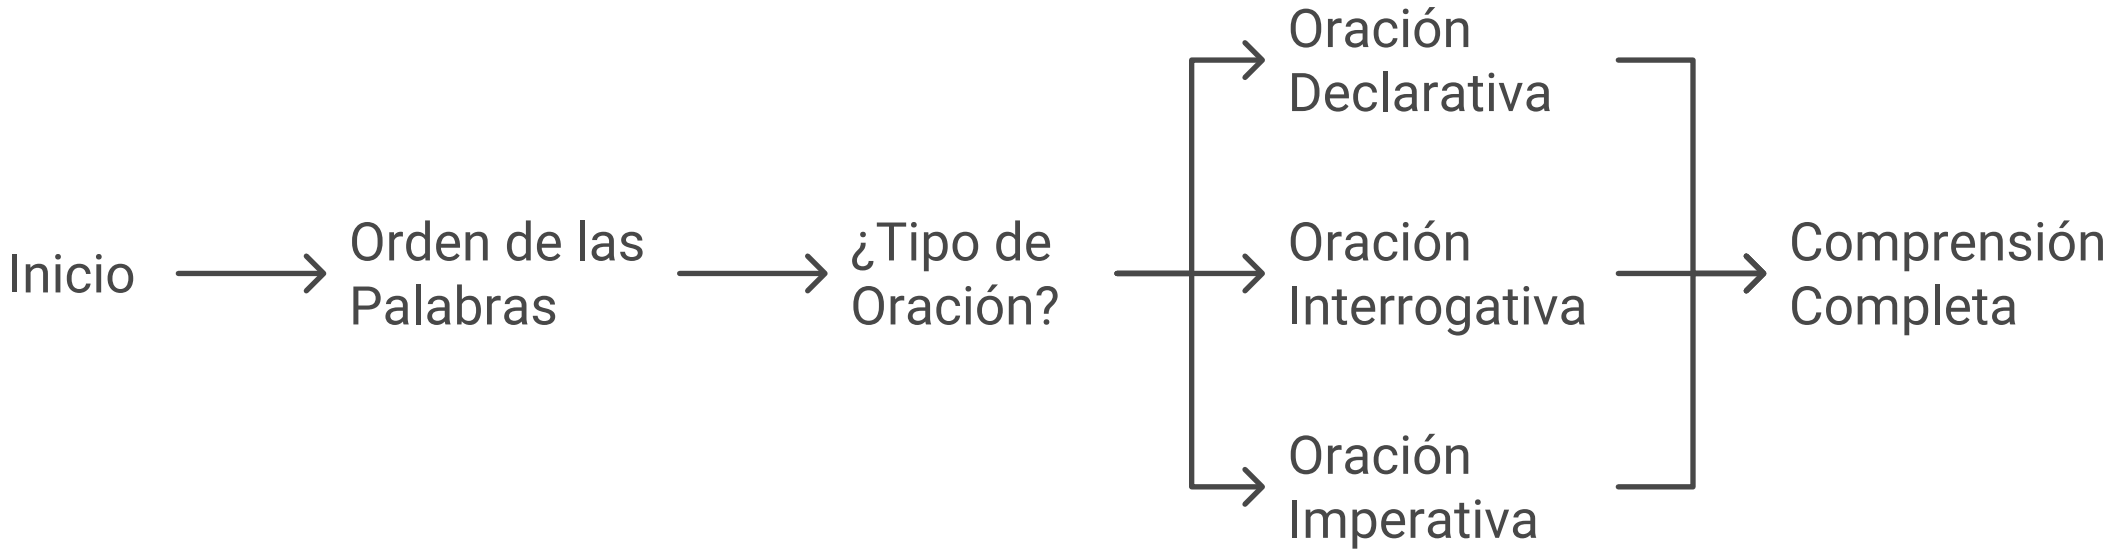 Inicio
Orden de las
Palabras
¿Tipo de
Oración?
Oración
Declarativa
Oración
Interrogativa
Oración
Imperativa
Comprensión
Completa